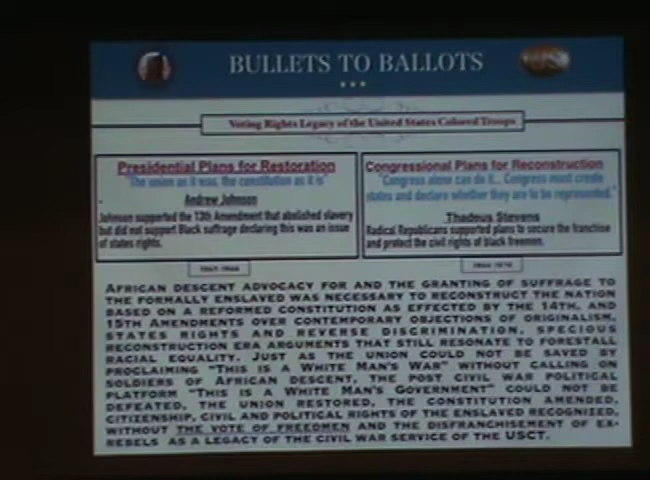 BULLETS TO BALLOTS
Voting Rights Legacy of the United States Colored Troops
Presidential Plans for Restoration
"The union as it was, the constitution as it is"
Andrew Johnson
Johnson supported the 13th Amendment that abolished slavery
but did not support Black suffrage declaring this was an issue
of states rights.
Congressional Plans for Reconstruction
"Congress alone can do it... Congress must create
states and declare whether they are to be represented."
Thadeus Stevens
Radical Republicans supported plans to secure the franchise
and protect the civil rights of black freemen.
AFRICAN DESCENT ADVOCACY FOR AND THE GRANTING OF SUFFRAGE TO
THE FORMALLY ENSLAVED WAS NECESSARY TO RECONSTRUCT THE NATION
BASED ON A REFORMED CONSTITUTION AS EFFECTED BY THE 14TH, AND
15TH AMENDMENTS OVER CONTEMPORARY OBJECTIONS OF ORIGINALISM,
STATES RIGHTS AND REVERSE DISCRIMINATION, SPECIOUS
RECONSTRUCTION ERA ARGUMENTS THAT STILL RESONATE TO FORESTALL
RACIAL EQUALITY. JUST AS THE UNION COULD NOT BE SAVED BY
PROCLAIMING "THIS IS A WHITE MAN'S WAR" WITHOUT CALLING ON
SOLDIERS OF AFRICAN DESCENT, THE POST CIVIL WAR POLITICAL
PLATFORM "THIS IS A WHITE MAN'S GOVERNMENT" COULD NOT BE
DEFEATED, THE UNION RESTORED, THE CONSTITUTION AMENDED,
CITIZENSHIP, CIVIL AND POLITICAL RIGHTS OF THE ENSLAVED RECOGNIZED,
WITHOUT THE VOTE OF FREEDMEN AND THE DISFRANCHISEMENT OF EX-
REBELS AS A LEGACY OF THE CIVIL WAR SERVICE OF THE USCT.